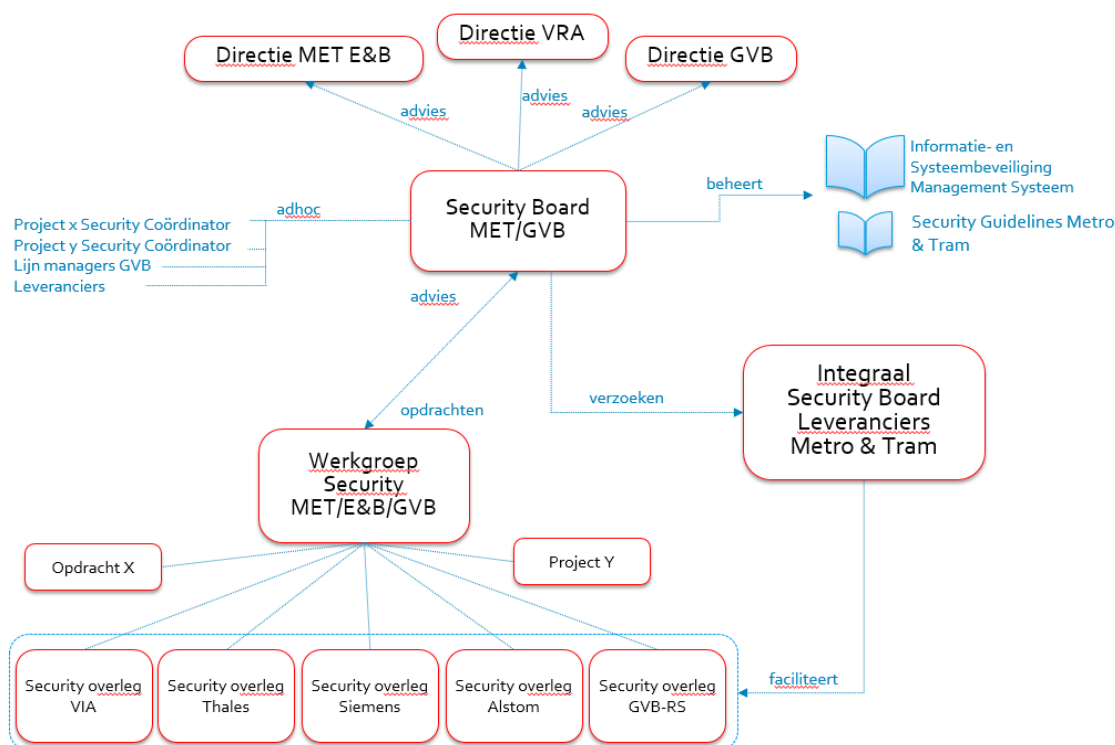 Directie MET E&B
Directie VRA
Directie GVB
advies
advies
advies
Security Board
MET/GVB
beheert
Informatie- en
Systeembeveiliging
Management Systeem
Security Guidelines Metro
& Tram
adhoc
Project x Security Coördinator
Project y Security Coördinator
Lijn managers GVB
Leveranciers
advies
opdrachten
verzoeken
Integraal
Security Board
Leveranciers
Metro & Tram
Werkgroep
Security
MET/E&B/GVB
Opdracht X
Project Y
Security overleg
VIA
Security overleg
Thales
Security overleg
Siemens
Security overleg
Alstom
Security overleg
GVB-RS
faciliteert